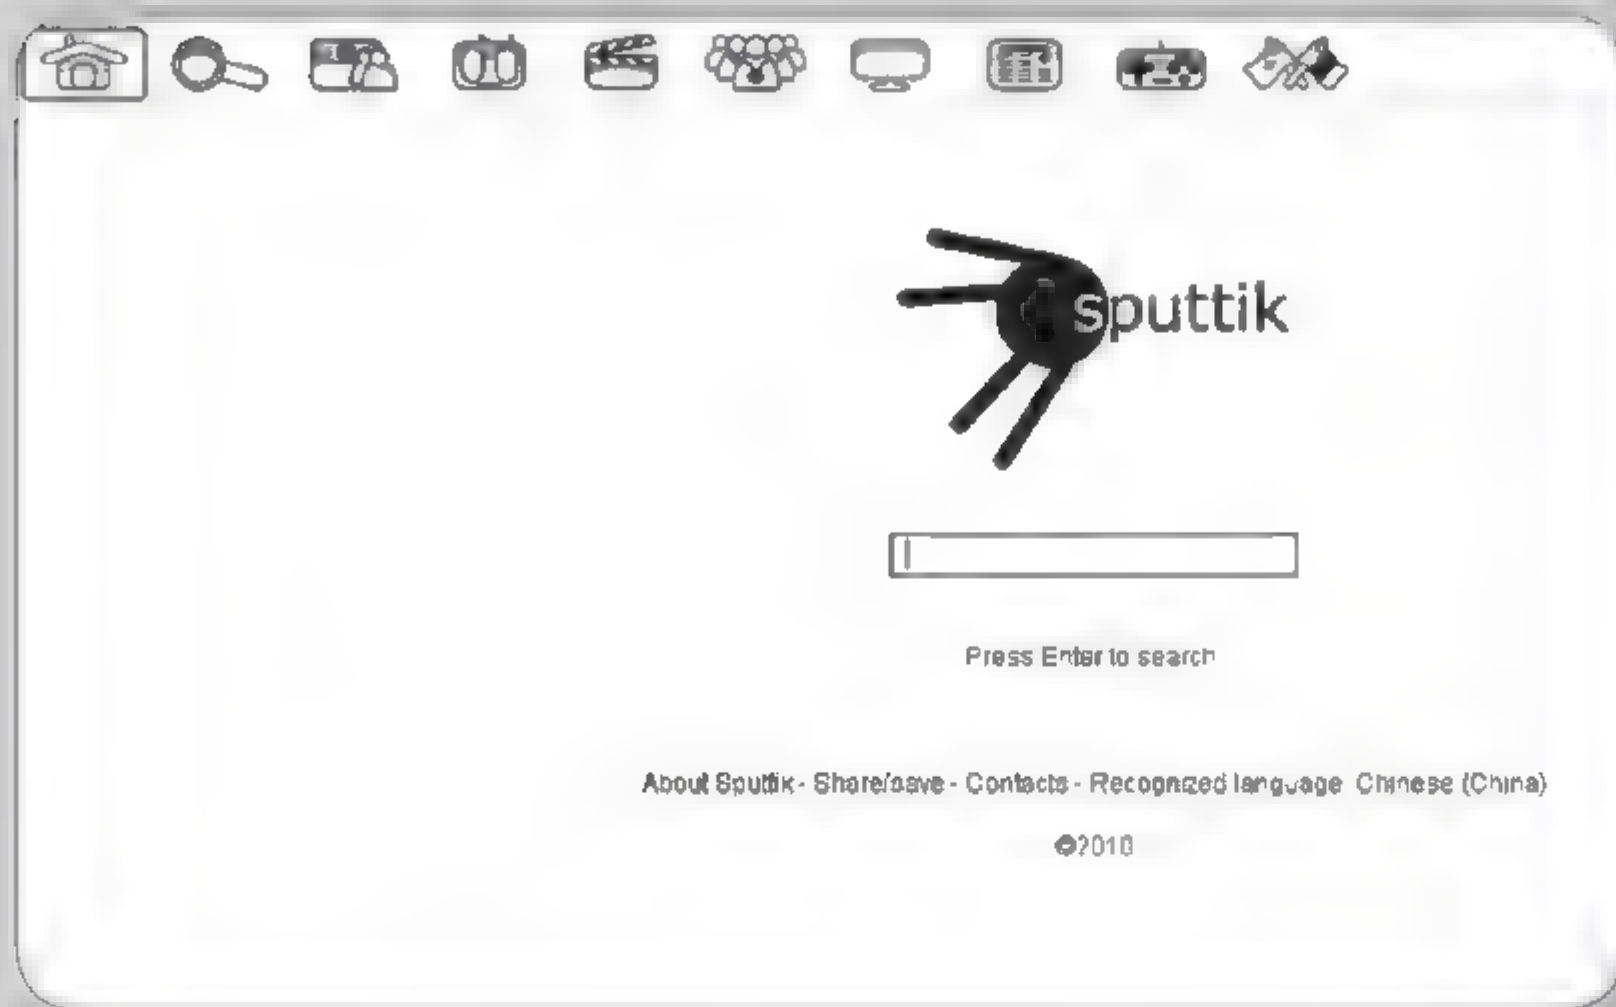 sputtik
Press Enter to search
About Sputtik - Share/save - Contacts - Recognized language Chinese (China)
©2010